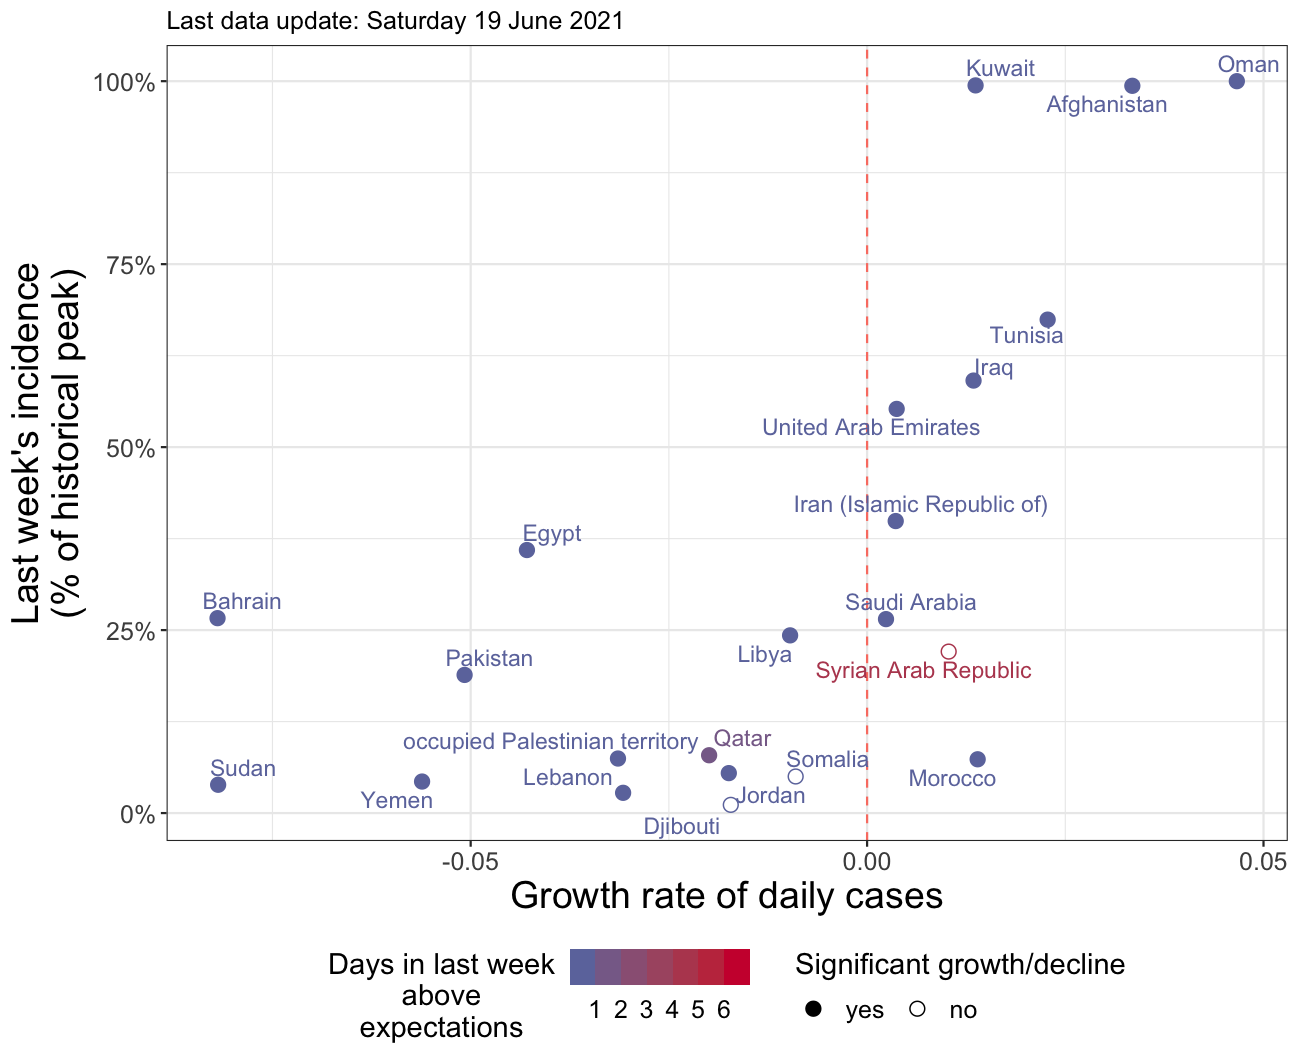 Last data update: Saturday 19 June 2021
Last week's incidence
(% of historical peak)
100%
75%
50%
25%
0%
Kuwait
Oman
Afghanistan
Tunisia
Iraq
United Arab Emirates
Iran (Islamic Republic of)
Egypt
Bahrain
Saudi Arabia
Libya
Pakistan
Syrian Arab Republic
occupied Palestinian territory
Qatar
Sudan
Lebanon
Somalia
Morocco
Yemen
Jordan
Djibouti
-0.05
0.00
0.05
Growth rate of daily cases
Days in last week
above
expectations
1 2 3 4 5 6
Significant growth/decline
yes
no